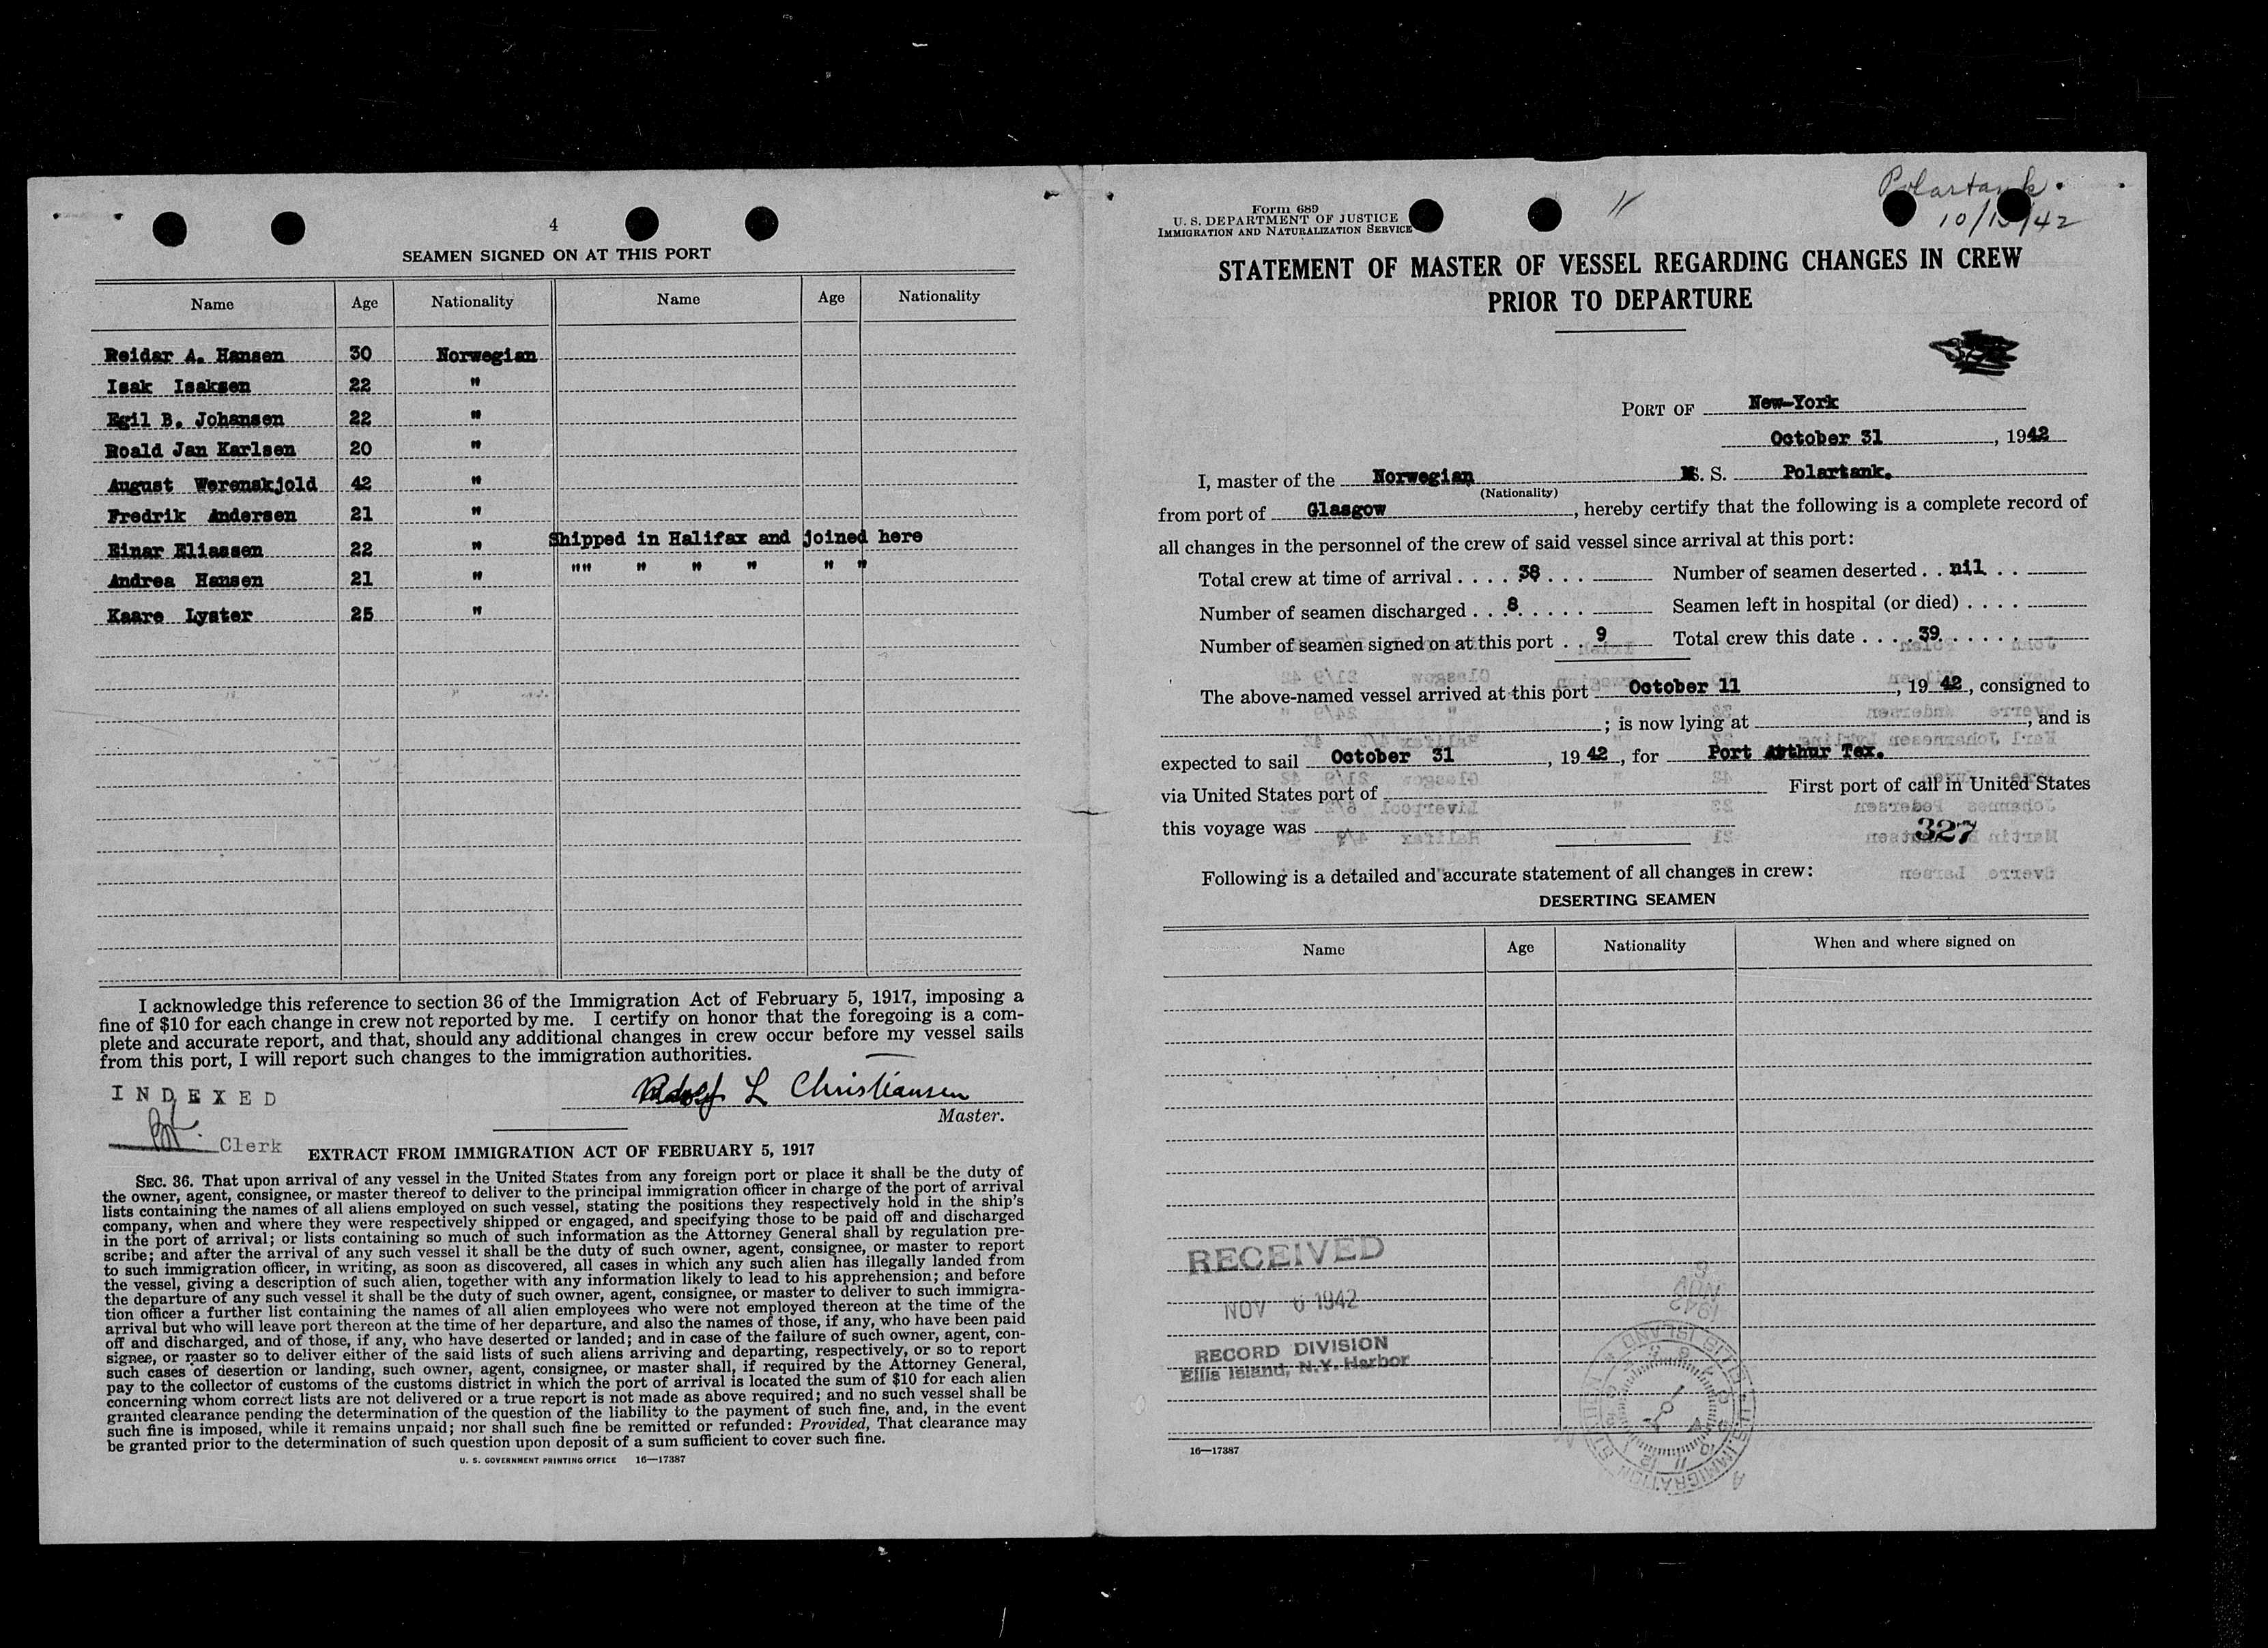 4
SEAMEN SIGNED ON AT THIS PORT
Name Age Nationality Name Age Nationality
Reidar A. Hansen 30 Norwegian
Isak Isaksen 22 "
Egil B. Johansen 22 "
Roald Jan Karlsen 20 "
August Werenskjold 42 "
Fredrik Andersen 21 "
Einar Eliassen 22 " Shipped in Halifax and joined here
Andrea Hansen 21 " "" " " " " "
Kaare Lyster 25 "
I acknowledge this reference to section 36 of the Immigration Act of February 5, 1917, imposing a
fine of $10 for each change in crew not reported by me. I certify on honor that the foregoing is a com-
plete and accurate report, and that, should any additional changes in crew occur before my vessel sails
from this port, I will report such changes to the immigration authorities.
INDEXED
Adolf L Christiansen
Master.
Clerk
EXTRACT FROM IMMIGRATION ACT OF FEBRUARY 5, 1917
SEC. 36. That upon arrival of any vessel in the United States from any foreign port or place it shall be the duty of
the owner, agent, consignee, or master thereof to deliver to the principal immigration officer in charge of the port of arrival
lists containing the names of all aliens employed on such vessel, stating the positions they respectively hold in the ship's
company, when and where they were respectively shipped or engaged, and specifying those to be paid off and discharged
in the port of arrival; or lists containing so much of such information as the Attorney General shall by regulation pre-
scribe; and after the arrival of any such vessel it shall be the duty of such owner, agent, consignee, or master to report
to such immigration officer, in writing, as soon as discovered, all cases in which any such alien has illegally landed from
the vessel, giving a description of such alien, together with any information likely to lead to his apprehension; and before
the departure of any such vessel it shall be the duty of such owner, agent, consignee, or master to deliver to such immigra-
tion officer a further list containing the names of all alien employees who were not employed thereon at the time of the
arrival but who will leave port thereon at the time of her departure, and also the names of those, if any, who have been paid
off and discharged, and of those, if any, who have deserted or landed; and in case of the failure of such owner, agent, con-
signee, or master so to deliver either of the said lists of such aliens arriving and departing, respectively, or so to report
such cases of desertion or landing, such owner, agent, consignee, or master shall, if required by the Attorney General,
pay to the collector of customs of the customs district in which the port of arrival is located the sum of $10 for each alien
concerning whom correct lists are not delivered or a true report is not made as above required; and no such vessel shall be
granted clearance pending the determination of the question of the liability to the payment of such fine, and, in the event
such fine is imposed, while it remains unpaid; nor shall such fine be remitted or refunded: Provided, That clearance may
be granted prior to the determination of such question upon deposit of a sum sufficient to cover such fine.
U. S. GOVERNMENT PRINTING OFFICE 16—17387
Polartank.
Form 689
U. S. DEPARTMENT OF JUSTICE
IMMIGRATION AND NATURALIZATION SERVICE
STATEMENT OF MASTER OF VESSEL REGARDING CHANGES IN CREW
PRIOR TO DEPARTURE
PORT OF New-York
October 31, 1942
I, master of the Norwegian M. S. Polartank.
(Nationality)
from port of Glasgow, hereby certify that the following is a complete record of
all changes in the personnel of the crew of said vessel since arrival at this port:
Total crew at time of arrival .... 38 ... Number of seamen deserted .. nil ..
Number of seamen discharged ... 8 ..... Seamen left in hospital (or died) ....
Number of seamen signed on at this port .. 9 Total crew this date .... 39 ......
The above-named vessel arrived at this port October 11, 19 42, consigned to
; is now lying at , and is
expected to sail October 31, 19 42, for Port Arthur Tex.
via United States port of First port of call in United States
this voyage was
327
Following is a detailed and accurate statement of all changes in crew:
DESERTING SEAMEN
Name Age Nationality When and where signed on
RECEIVED
NOV 6 1942
RECORD DIVISION
Ellis Island, N.Y. Harbor
16—17387